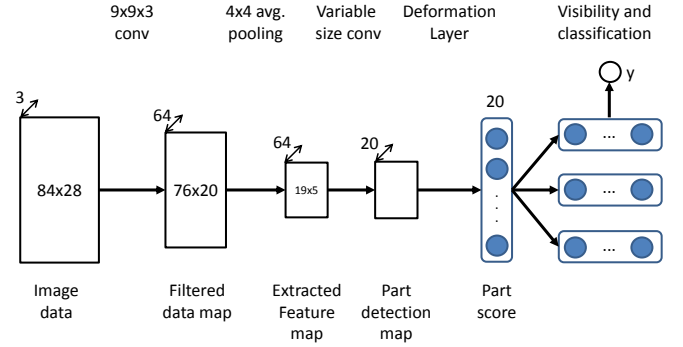 9x9x3 4x4 avg. Variable Deformation Visibility and
conv pooling size conv Layer classification
y
3
64
64
20
20
84x28
76x20
19x5
...
...
...
.
.
.
Image Filtered Extracted Part Part
data data map Feature detection score
map map